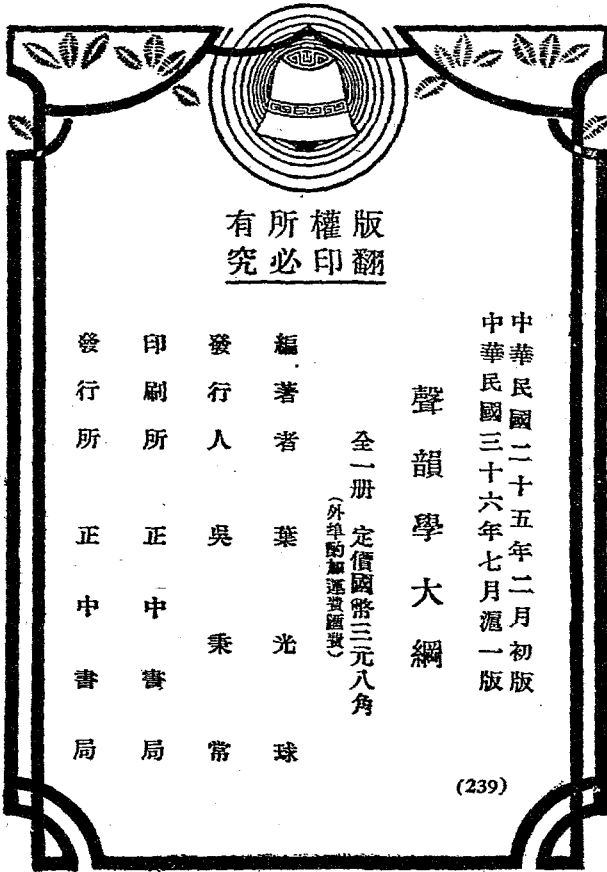 版權所有
翻印必究
中華民國二十五年二月初版
中華民國三十六年七月滬一版
聲韻學大綱
全一册 定價國幣三元八角
(外埠酌加運費匯費)
編著者 葉光球
發行人 吳秉常
印刷所 正中書局
發行所 正中書局
(239)